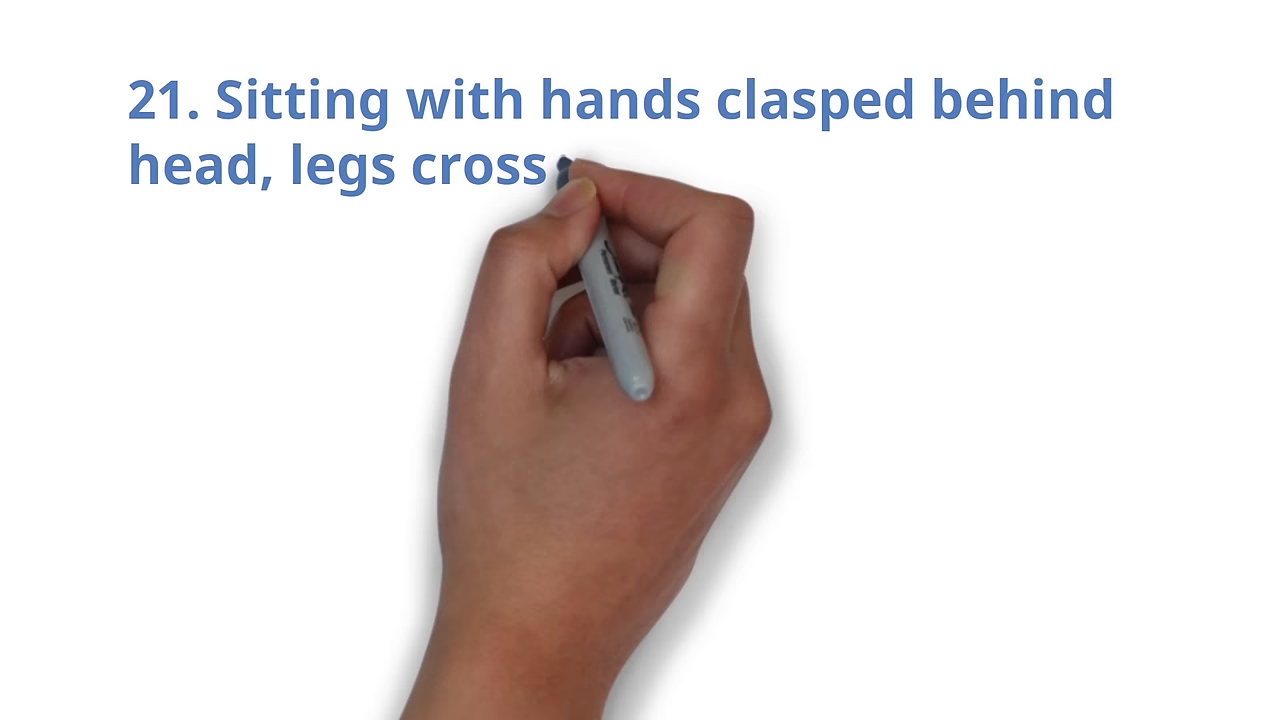 21. Sitting with hands clasped behind
head, legs cross